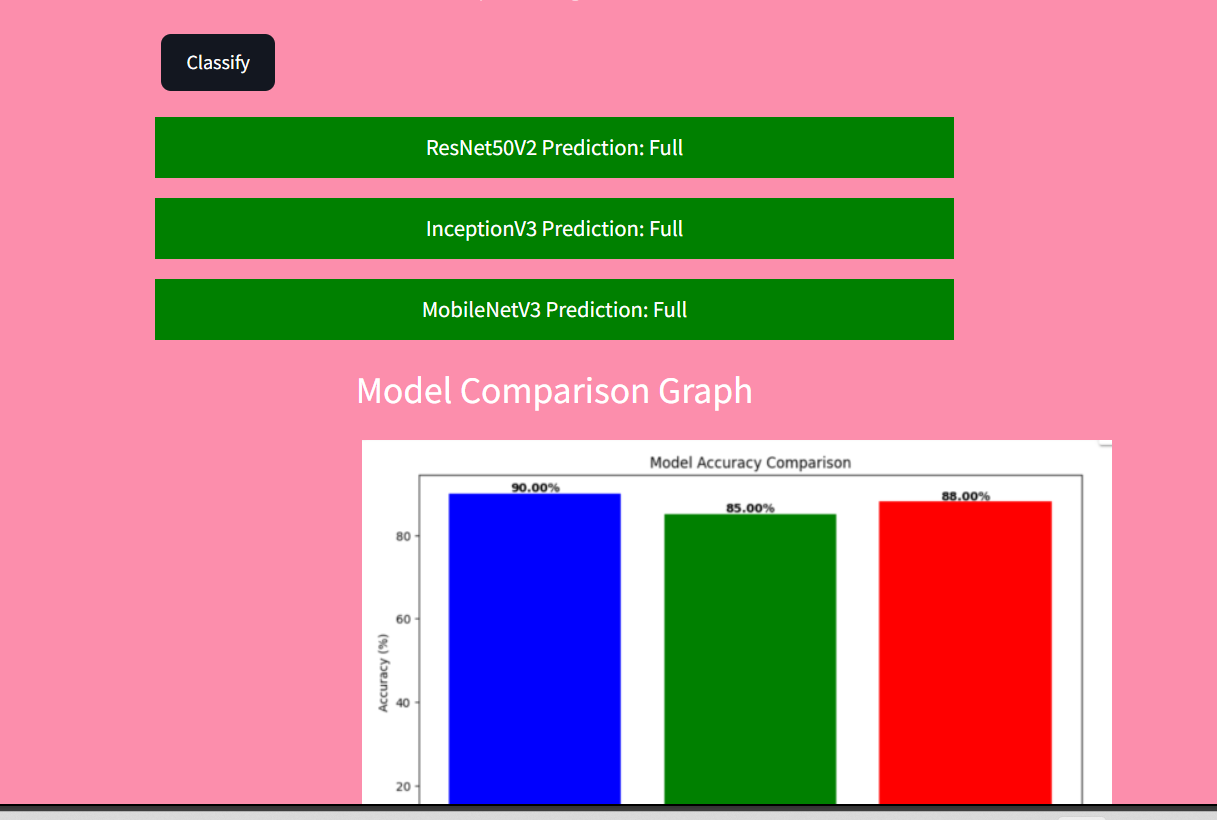 Classify
ResNet50V2 Prediction: Full
InceptionV3 Prediction: Full
MobileNetV3 Prediction: Full
Model Comparison Graph
Model Accuracy Comparison
90.00%
85.00%
88.00%
80
60
40
20
Accuracy (%)